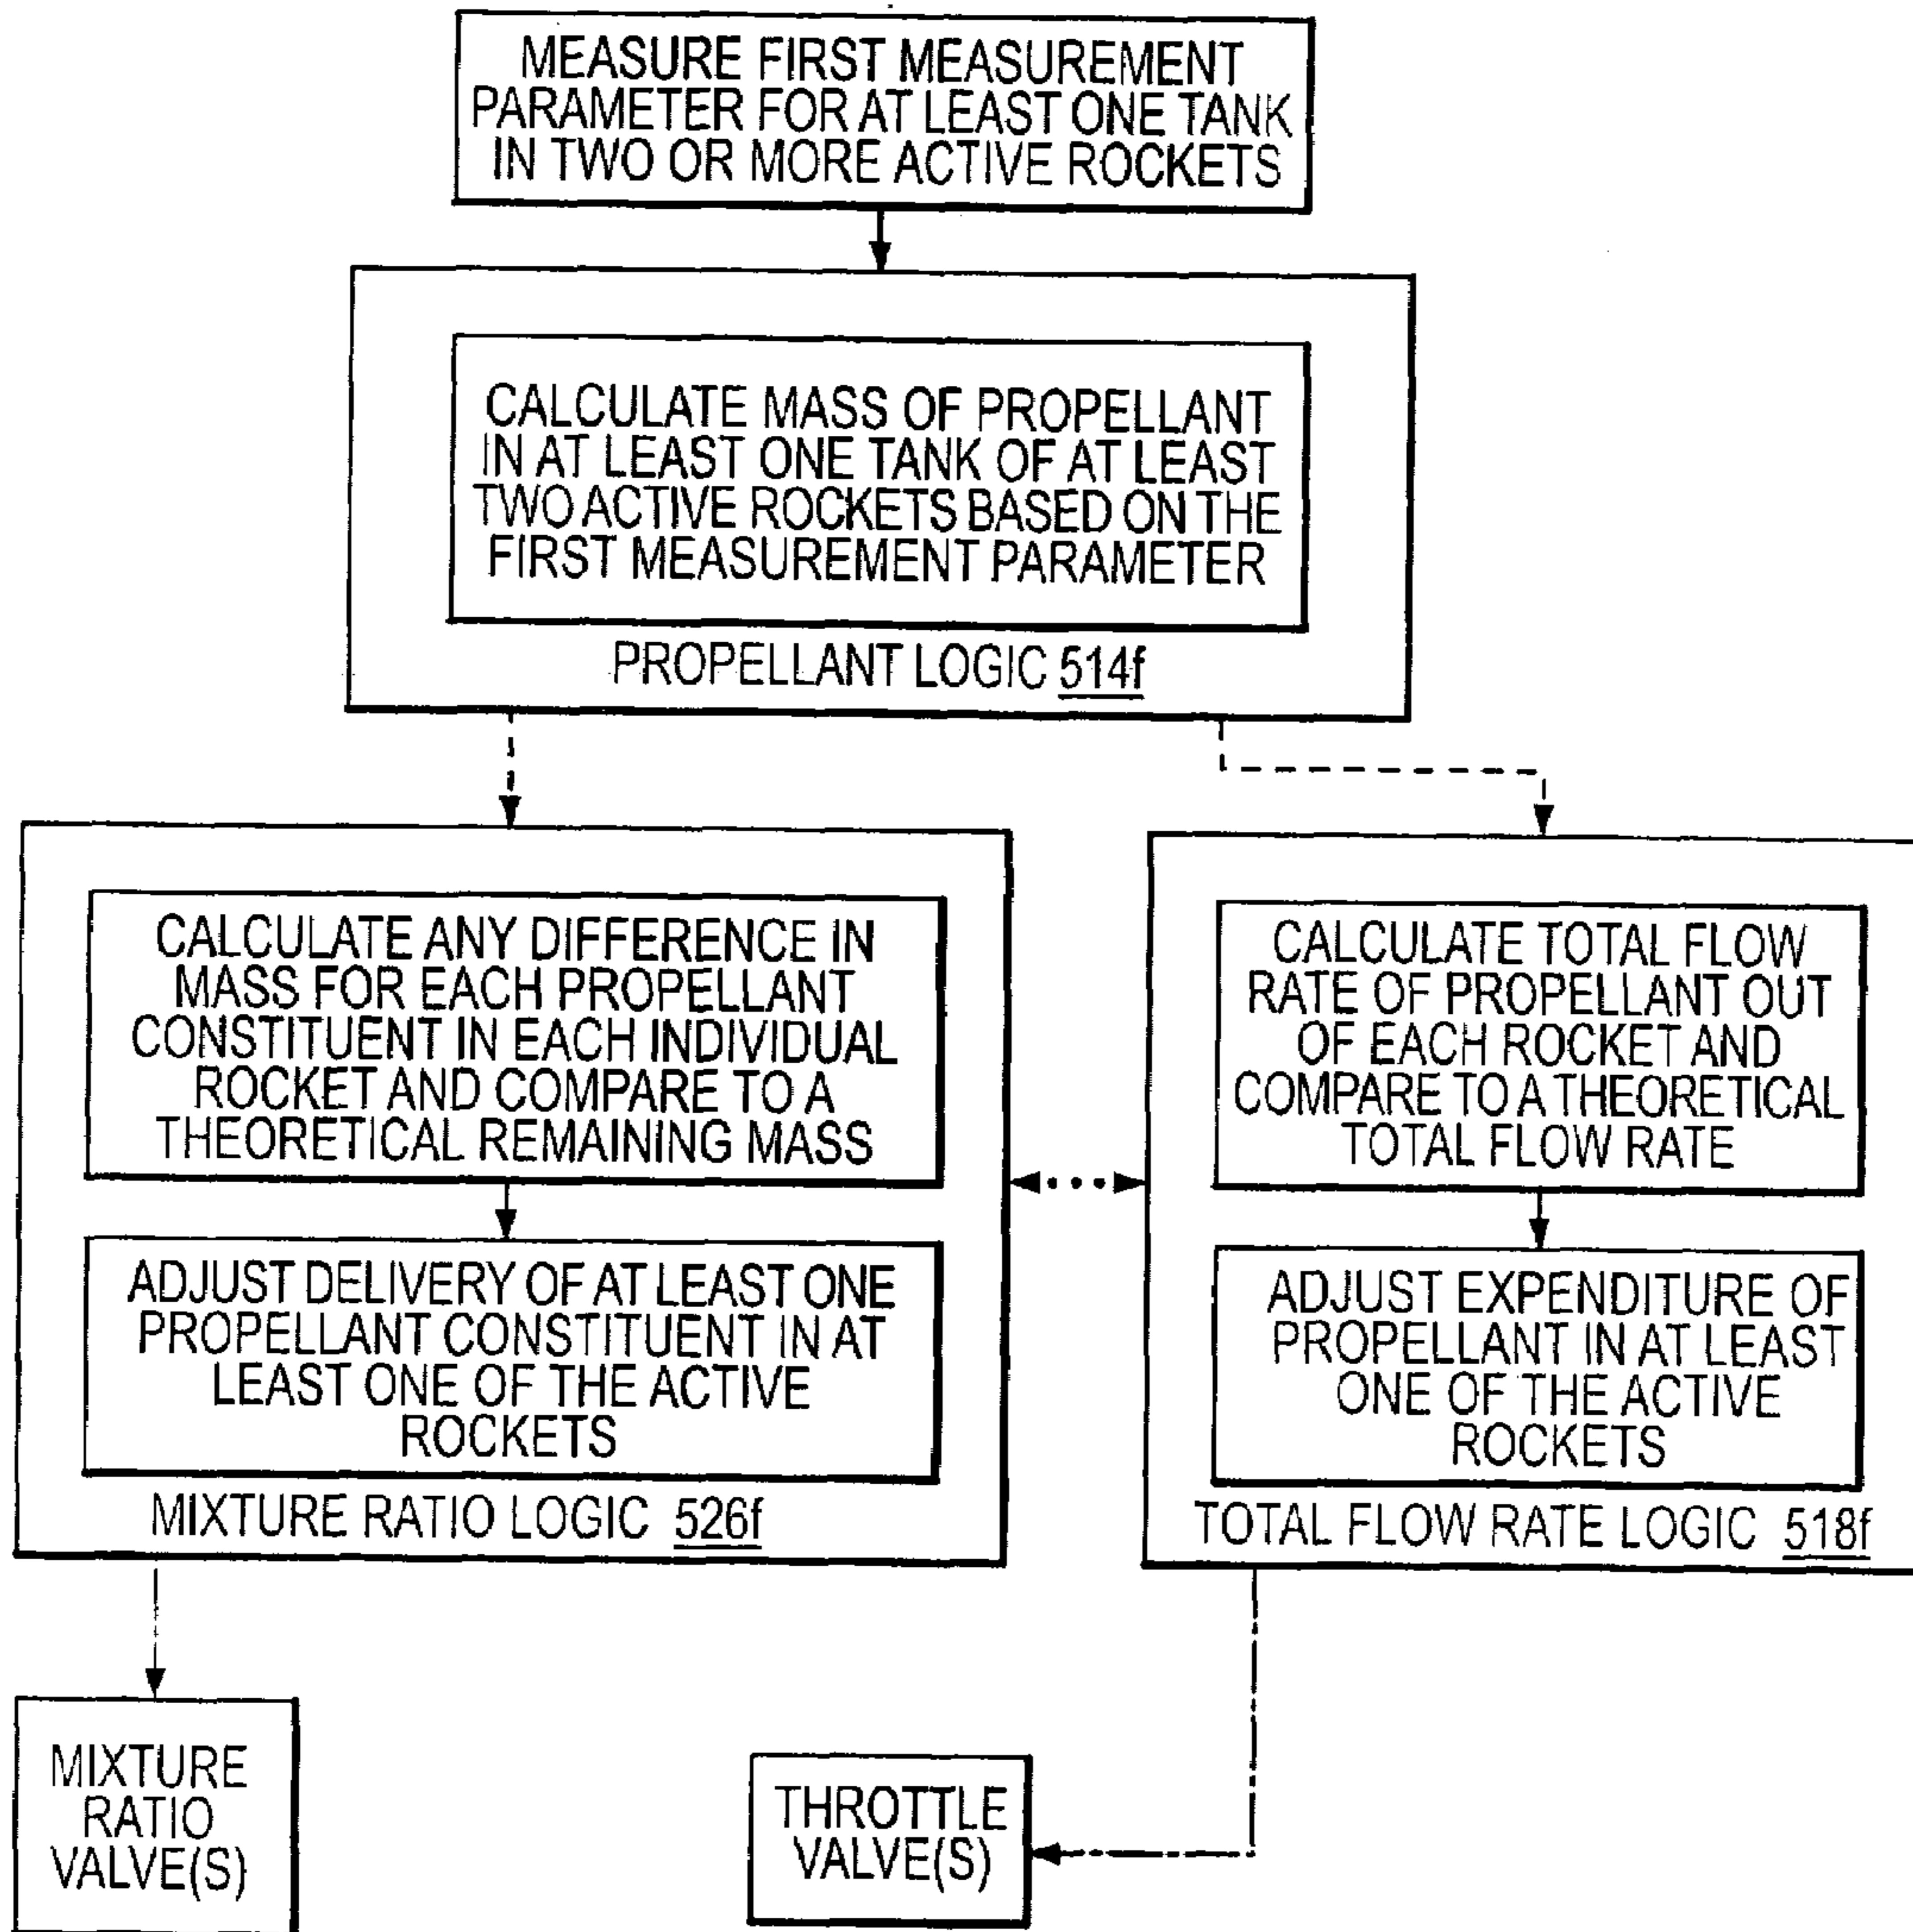 MEASURE FIRST MEASUREMENT
PARAMETER FOR AT LEAST ONE TANK
IN TWO OR MORE ACTIVE ROCKETS
CALCULATE MASS OF PROPELLANT
IN AT LEAST ONE TANK OF AT LEAST
TWO ACTIVE ROCKETS BASED ON THE
FIRST MEASUREMENT PARAMETER
PROPELLANT LOGIC 514f
CALCULATE ANY DIFFERENCE IN
MASS FOR EACH PROPELLANT
CONSTITUENT IN EACH INDIVIDUAL
ROCKET AND COMPARE TO A
THEORETICAL REMAINING MASS
ADJUST DELIVERY OF AT LEAST ONE
PROPELLANT CONSTITUENT IN AT
LEAST ONE OF THE ACTIVE
ROCKETS
MIXTURE RATIO LOGIC 526f
CALCULATE TOTAL FLOW
RATE OF PROPELLANT OUT
OF EACH ROCKET AND
COMPARE TO A THEORETICAL
TOTAL FLOW RATE
ADJUST EXPENDITURE OF
PROPELLANT IN AT LEAST
ONE OF THE ACTIVE
ROCKETS
TOTAL FLOW RATE LOGIC 518f
MIXTURE
RATIO
VALVE(S)
THROTTLE
VALVE(S)